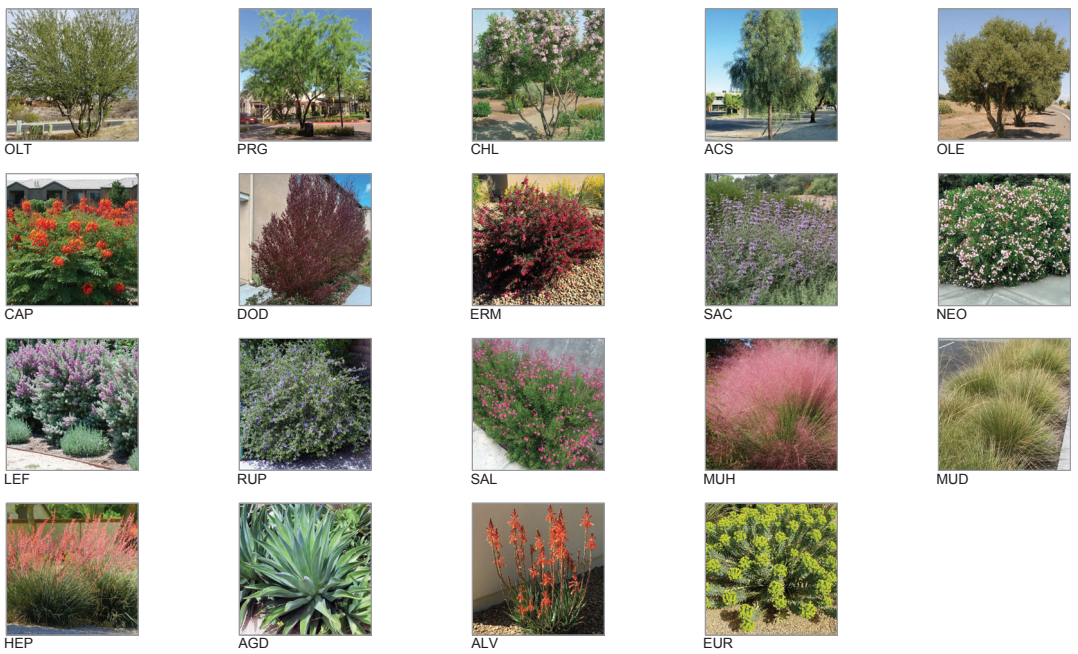 OLT PRG CHL ACS OLE
CAP DOD ERM SAC NEO
LEF RUP SAL MUH MUD
HEP AGD ALV EUR